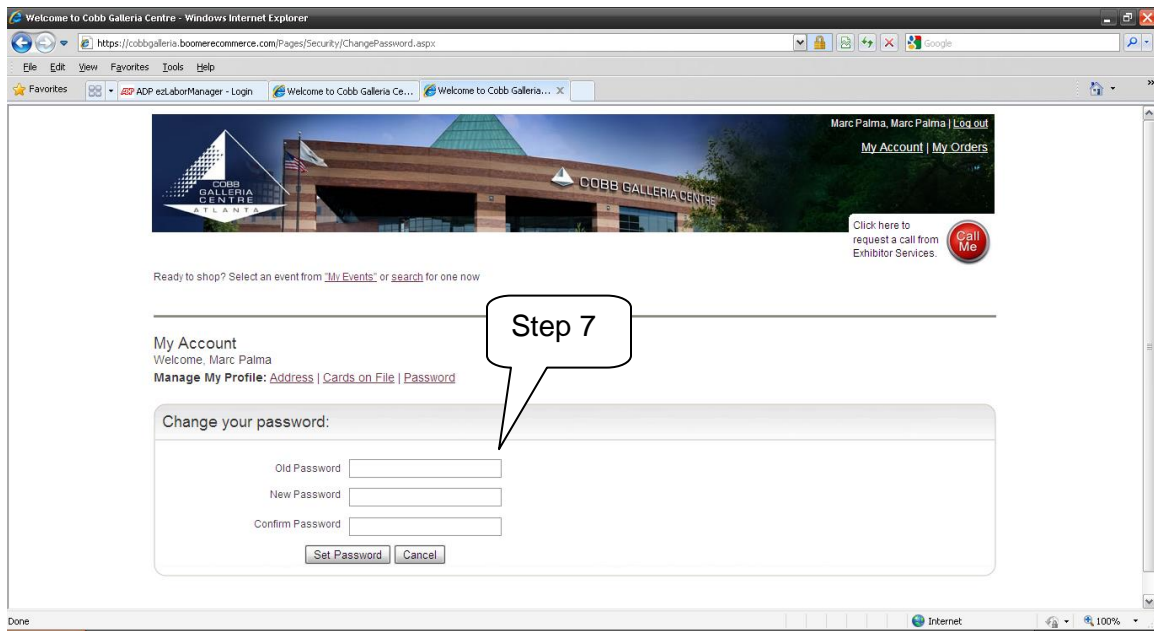 Welcome to Cobb Galleria Centre - Windows Internet Explorer
https://cobbgalleria.boomerecommerce.com/Pages/Security/ChangePassword.aspx
Google
File Edit View Favorites Tools Help
Favorites
ADP ADP ezLaborManager - Login
Welcome to Cobb Galleria Ce...
Welcome to Cobb Galleria... X
Marc Palma, Marc Palma | Log out
My Account | My Orders
COBB
GALLERIA
CENTRE
ATLANTA
COBB GALLERIA CENTRE
Click here to
request a call from
Exhibitor Services.
Call
Me
Ready to shop? Select an event from "My Events" or search for one now
Step 7
My Account
Welcome, Marc Palma
Manage My Profile: Address | Cards on File | Password
Change your password:
Old Password
New Password
Confirm Password
Set Password
Cancel
Done
Internet
100%